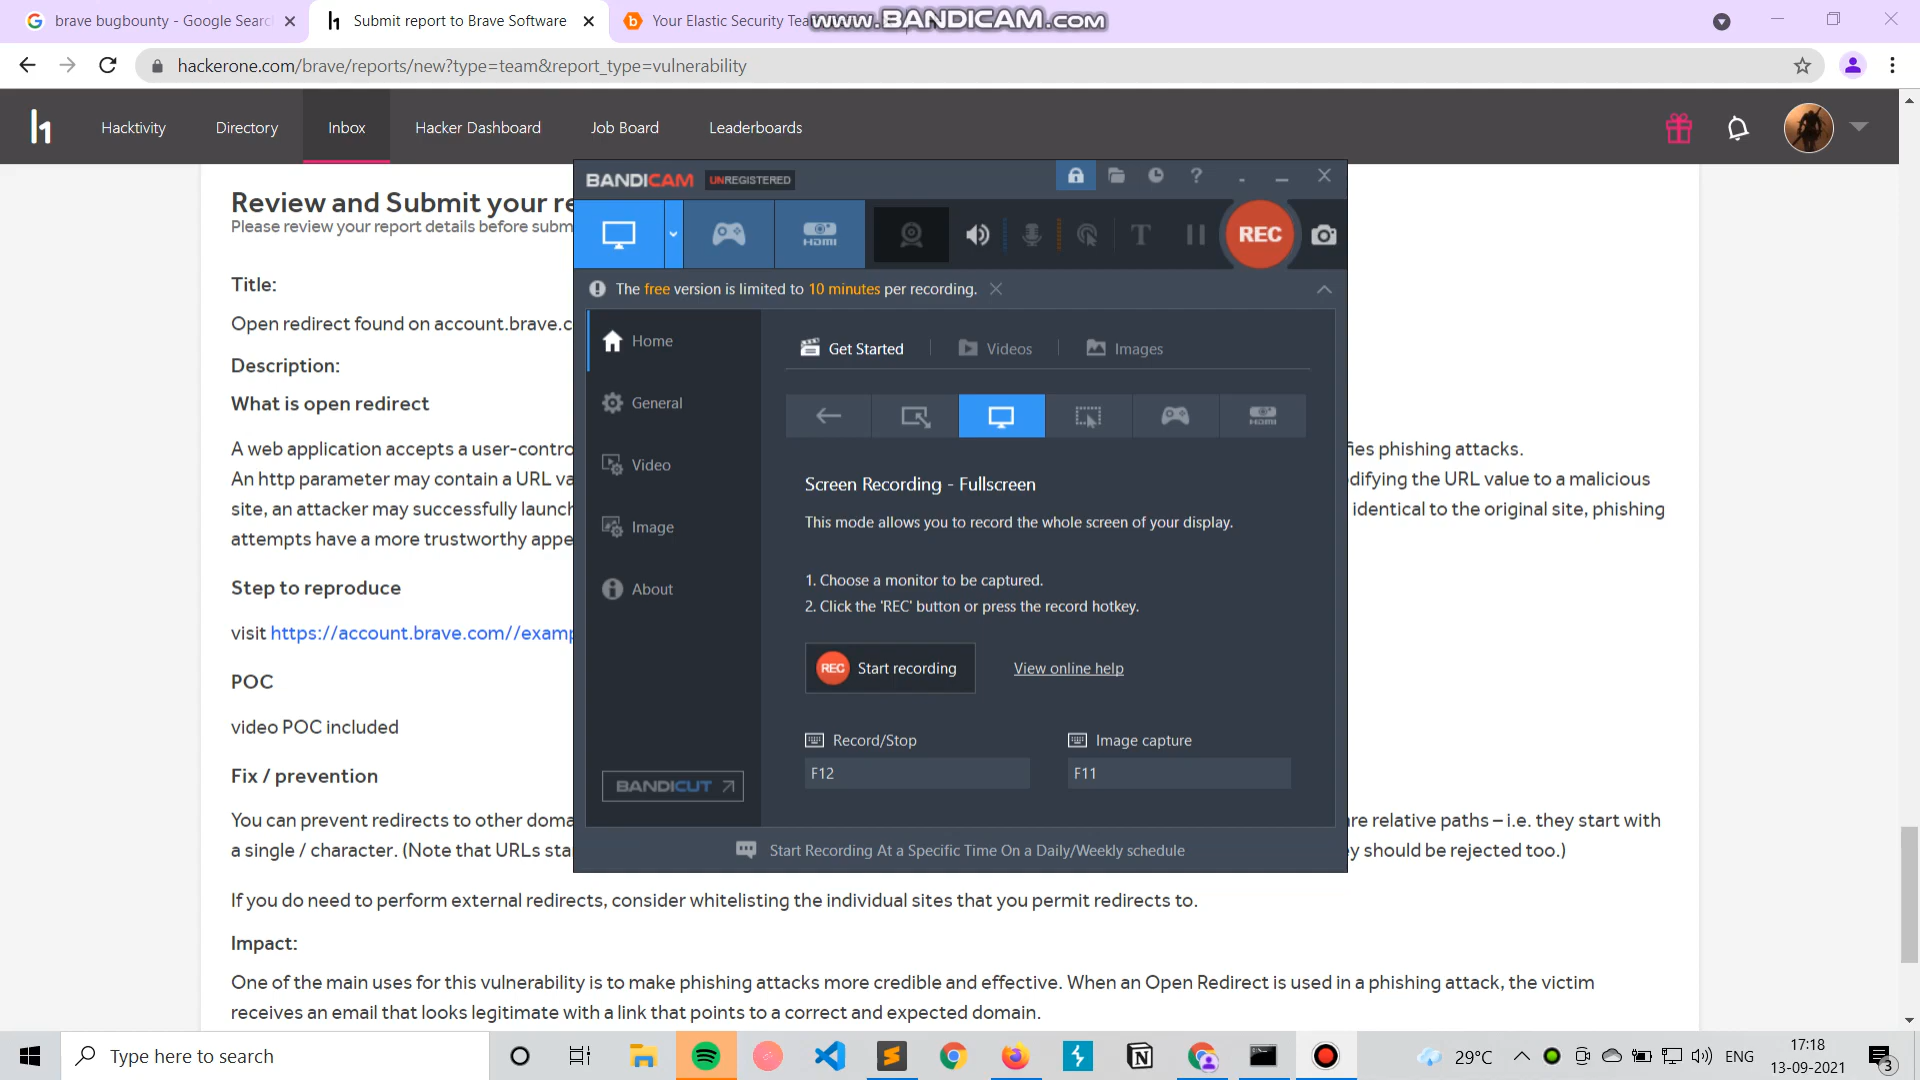 brave bugbounty - Google Searc
Submit report to Brave Software
Your Elastic Security Tea
www.BANDICAM.com
hackerone.com/brave/reports/new?type=team&report_type=vulnerability
h1
Hacktivity
Directory
Inbox
Hacker Dashboard
Job Board
Leaderboards
Review and Submit your re
Please review your report details before subm
Title:
Open redirect found on account.brave.c
Description:
What is open redirect
A web application accepts a user-contro
fies phishing attacks.
An http parameter may contain a URL va
difying the URL value to a malicious
site, an attacker may successfully launch
identical to the original site, phishing
attempts have a more trustworthy appe
Step to reproduce
visit https://account.brave.com//examp
POC
video POC included
Fix / prevention
You can prevent redirects to other doma
re relative paths – i.e. they start with
a single / character. (Note that URLs sta
y should be rejected too.)
If you do need to perform external redirects, consider whitelisting the individual sites that you permit redirects to.
Impact:
One of the main uses for this vulnerability is to make phishing attacks more credible and effective. When an Open Redirect is used in a phishing attack, the victim
receives an email that looks legitimate with a link that points to a correct and expected domain.
BANDICAM UNREGISTERED
HDMI
T
REC
The free version is limited to 10 minutes per recording.
Home
General
Video
Image
About
BANDICUT
Get Started
Videos
Images
HDMI
Screen Recording - Fullscreen
This mode allows you to record the whole screen of your display.
1. Choose a monitor to be captured.
2. Click the 'REC' button or press the record hotkey.
REC Start recording
View online help
Record/Stop
Image capture
F12
F11
Start Recording At a Specific Time On a Daily/Weekly schedule
Type here to search
29°C
ENG
17:18
13-09-2021
3